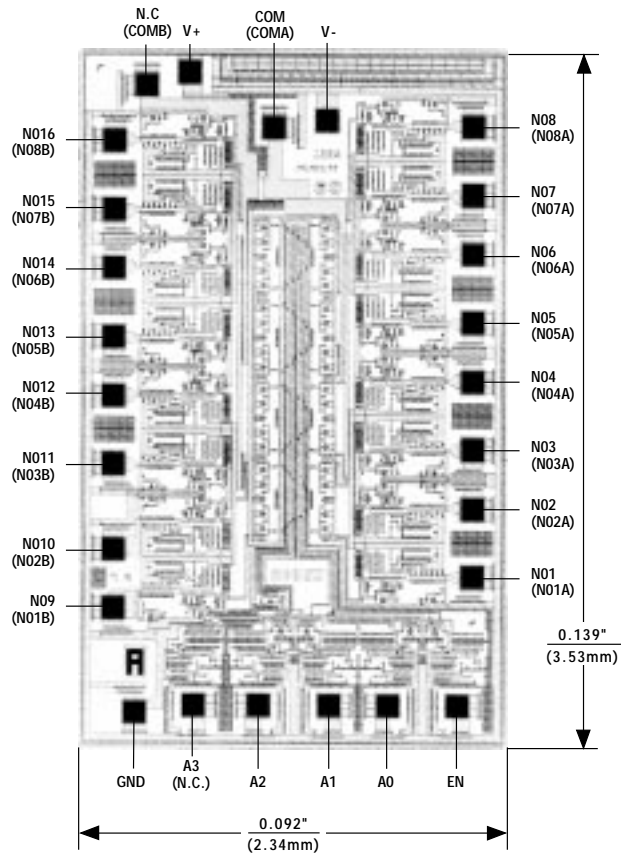 N.C
(COMB)
V+
COM
(COMA)
V-
N016
(N08B)
N015
(N07B)
N014
(N06B)
N013
(N05B)
N012
(N04B)
N011
(N03B)
N010
(N02B)
N09
(N01B)
N08
(N08A)
N07
(N07A)
N06
(N06A)
N05
(N05A)
N04
(N04A)
N03
(N03A)
N02
(N02A)
N01
(N01A)
A
0.139"
(3.53mm)
GND
A3
(N.C.)
A2
A1
A0
EN
0.092"
(2.34mm)